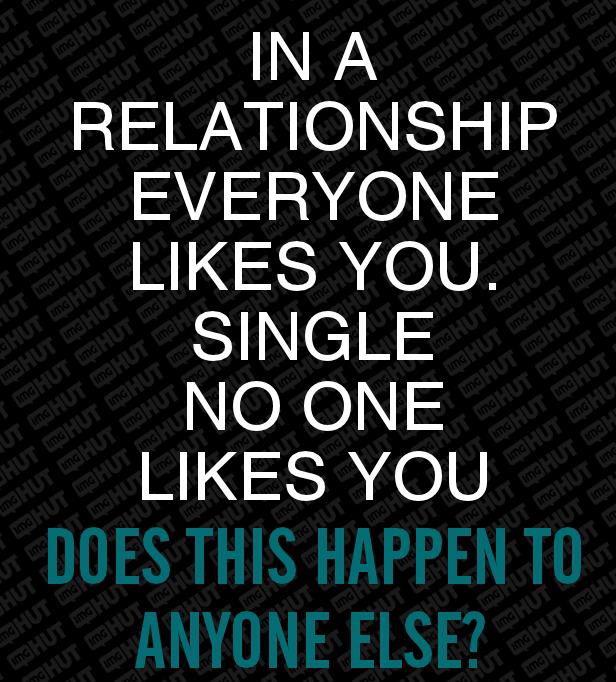 IN A
RELATIONSHIP
EVERYONE
LIKES YOU.
SINGLE
NO ONE
LIKES YOU
DOES THIS HAPPEN TO
ANYONE ELSE?